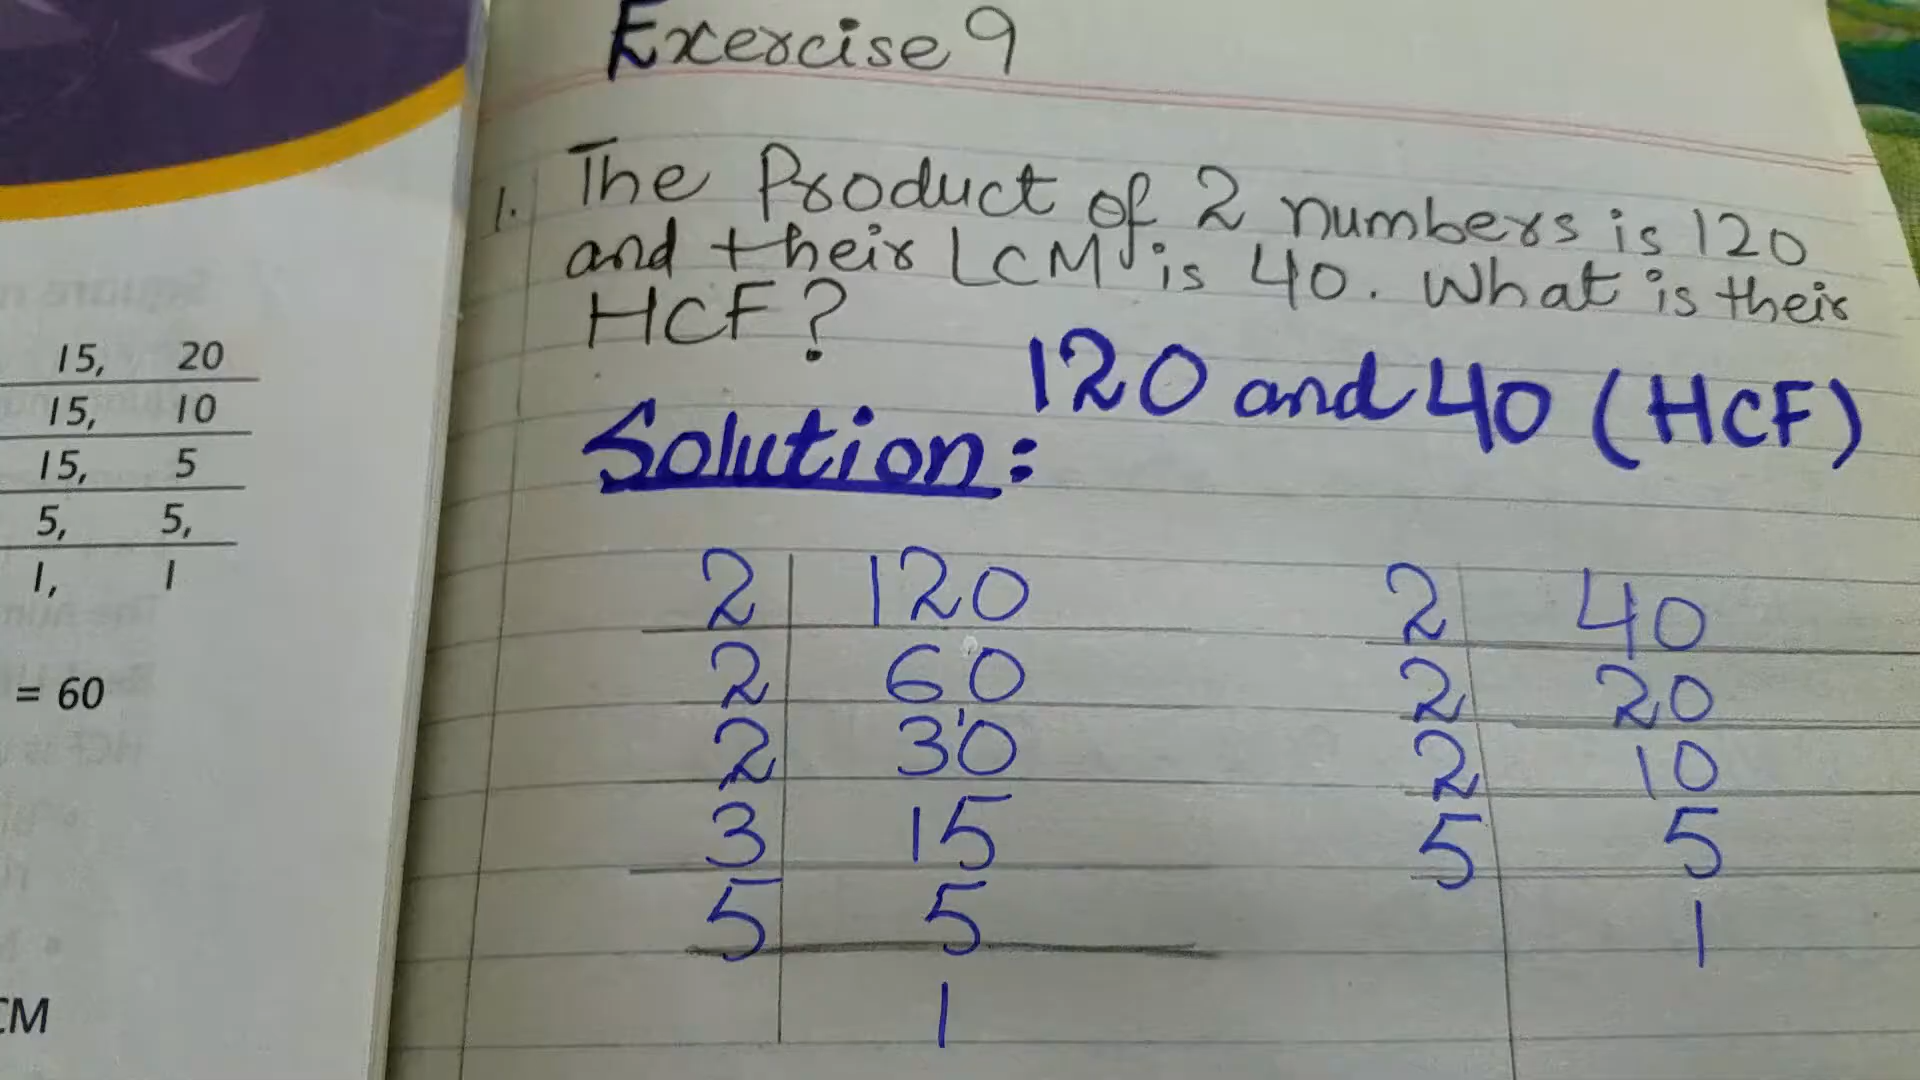 Exercise 9
1. The Product of 2 numbers is 120
and their LCM is 40. What is their
HCF?
120 and 40 (HCF)
Solution:
2 120
2 60
2 30
3 15
5 5
1
2 40
2 20
2 10
5 5
1
15, 20
15, 10
15, 5
5, 5,
1, 1
= 60
CM